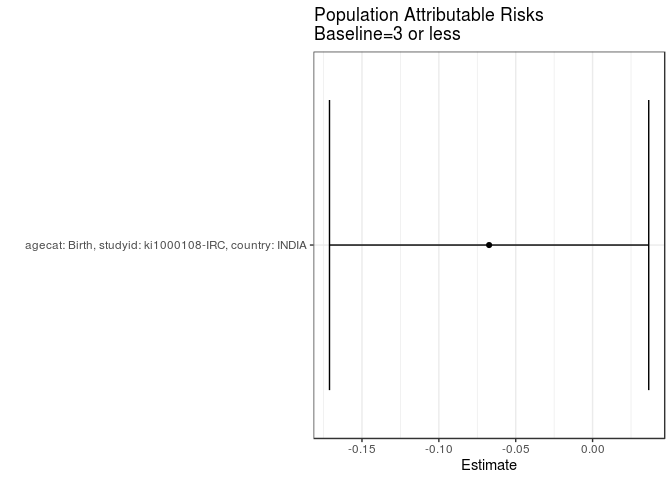 Population Attributable Risks
Baseline=3 or less
agecat: Birth, studyid: ki1000108-IRC, country: INDIA
-0.15 -0.10 -0.05 0.00
Estimate